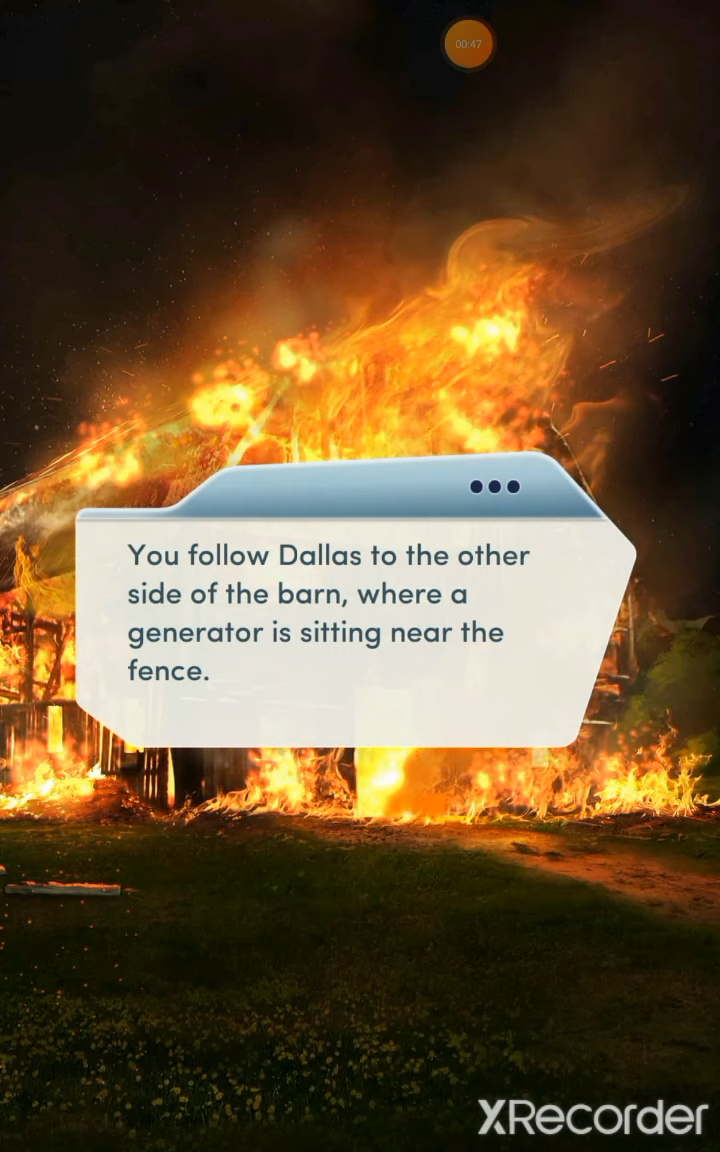 00:47
You follow Dallas to the other
side of the barn, where a
generator is sitting near the
fence.
XRecorder